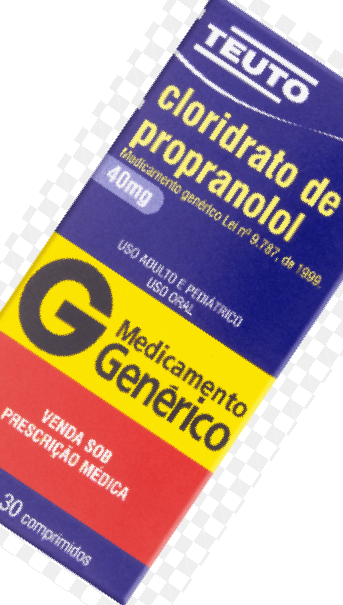 TEUTO
cloridrato de
propranolol
Medicamento genérico Lei nº 9.787, de 1999.
40mg
USO ADULTO E PEDIÁTRICO
USO ORAL
G
Medicamento
Genérico
VENDA SOB
PRESCRIÇÃO MÉDICA
30 comprimidos